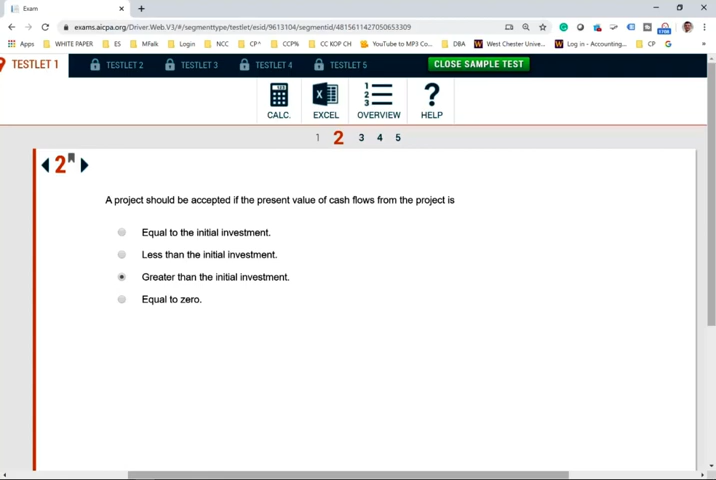 Exam
exams.aicpa.org/Driver.Web.V3/#/segmenttype/testlet/esid/9613104/segmentid/4815611427050653309
Apps WHITE PAPER ES MFalk Login NCC CP^ CCP% CC KOP CH YouTube to MP3 Co... DBA West Chester Unive... Log in - Accounting... CP
TESTLET 1 TESTLET 2 TESTLET 3 TESTLET 4 TESTLET 5 CLOSE SAMPLE TEST
CALC. EXCEL OVERVIEW HELP
1 2 3 4 5
2
A project should be accepted if the present value of cash flows from the project is
Equal to the initial investment.
Less than the initial investment.
Greater than the initial investment.
Equal to zero.